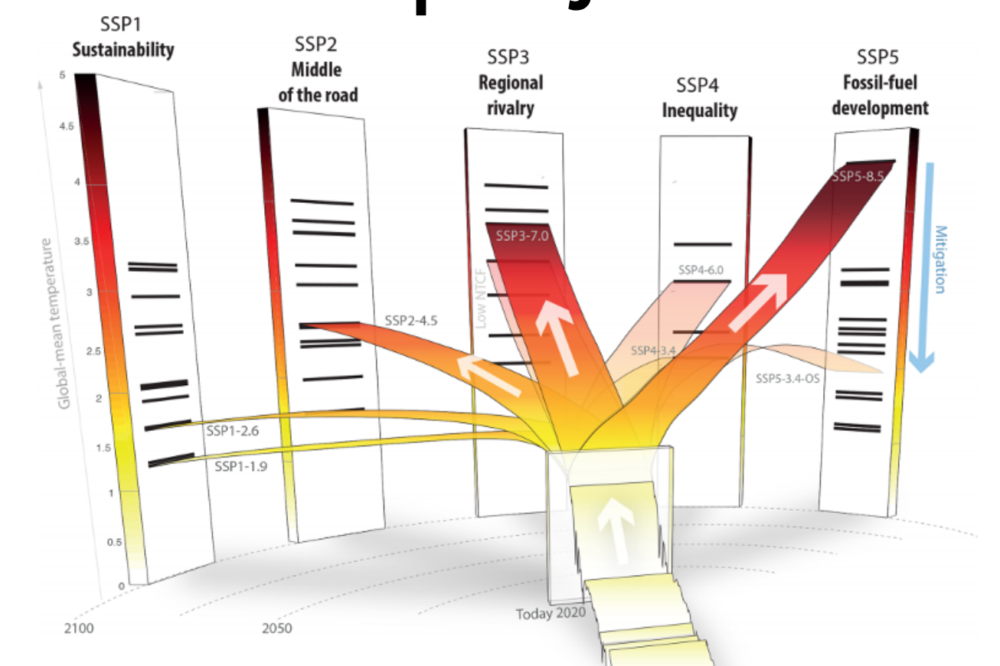 SSP1
Sustainability
SSP2
Middle
of the road
SSP3
Regional
rivalry
SSP4
Inequality
SSP5
Fossil-fuel
development
5
4.5
4
3.5
3
2.5
2
1.5
1
0.5
0
Global-mean temperature
SSP5-8.5
SSP3-7.0
SSP4-6.0
Low NTCF
Mitigation
SSP2-4.5
SSP4-3.4
SSP5-3.4-OS
SSP1-2.6
SSP1-1.9
Today 2020
2100
2050